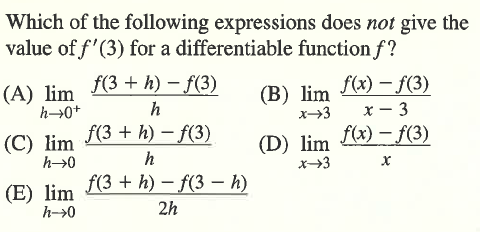 Which of the following expressions does not give the
value of f′(3) for a differentiable function f?
(A) lim h→0⁺ f(3 + h) − f(3) / h (B) lim x→3 f(x) − f(3) / x − 3
(C) lim h→0 f(3 + h) − f(3) / h (D) lim x→3 f(x) − f(3) / x
(E) lim h→0 f(3 + h) − f(3 − h) / 2h